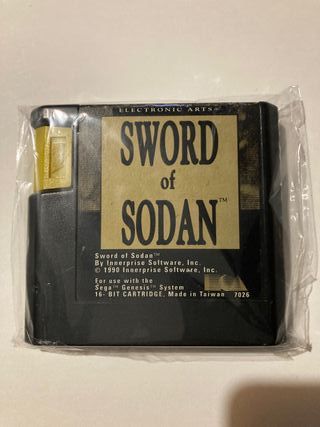 ELECTRONIC ARTS™
SWORD
of
SODAN™
Sword of Sodan™
By Innerprise Software, Inc.
© 1990 Innerprise Software, Inc.
For use with the
Sega™ Genesis™ System
16- BIT CARTRIDGE, Made in Taiwan 7026